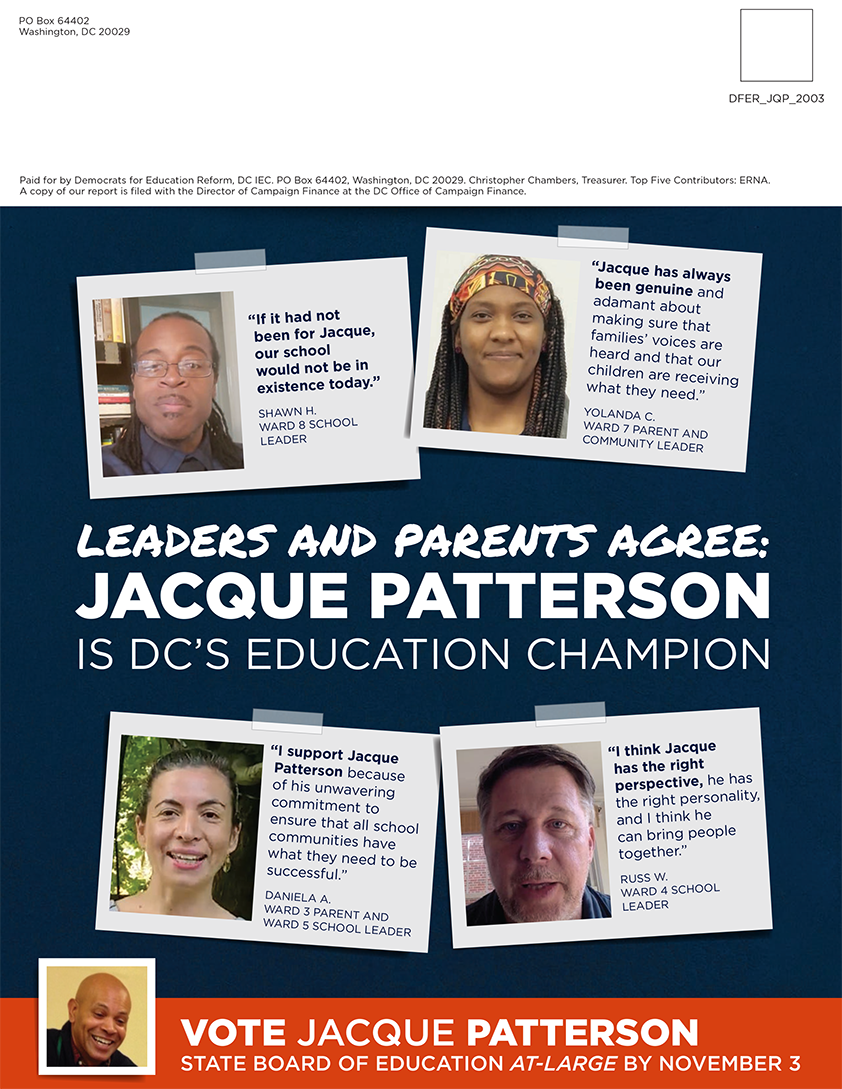 PO Box 64402
Washington, DC 20029
DFER_JQP_2003
Paid for by Democrats for Education Reform, DC IEC. PO Box 64402, Washington, DC 20029. Christopher Chambers, Treasurer. Top Five Contributors: ERNA.
A copy of our report is filed with the Director of Campaign Finance at the DC Office of Campaign Finance.
“If it had not
been for Jacque,
our school
would not be in
existence today.”
SHAWN H.
WARD 8 SCHOOL
LEADER
“Jacque has always
been genuine and
adamant about
making sure that
families’ voices are
heard and that our
children are receiving
what they need.”
YOLANDA C.
WARD 7 PARENT AND
COMMUNITY LEADER
LEADERS AND PARENTS AGREE:
JACQUE PATTERSON
IS DC’S EDUCATION CHAMPION
“I support Jacque
Patterson because
of his unwavering
commitment to
ensure that all school
communities have
what they need to be
successful.”
DANIELA A.
WARD 3 PARENT AND
WARD 5 SCHOOL LEADER
“I think Jacque
has the right
perspective, he has
the right personality,
and I think he
can bring people
together.”
RUSS W.
WARD 4 SCHOOL
LEADER
VOTE JACQUE PATTERSON
STATE BOARD OF EDUCATION AT-LARGE BY NOVEMBER 3